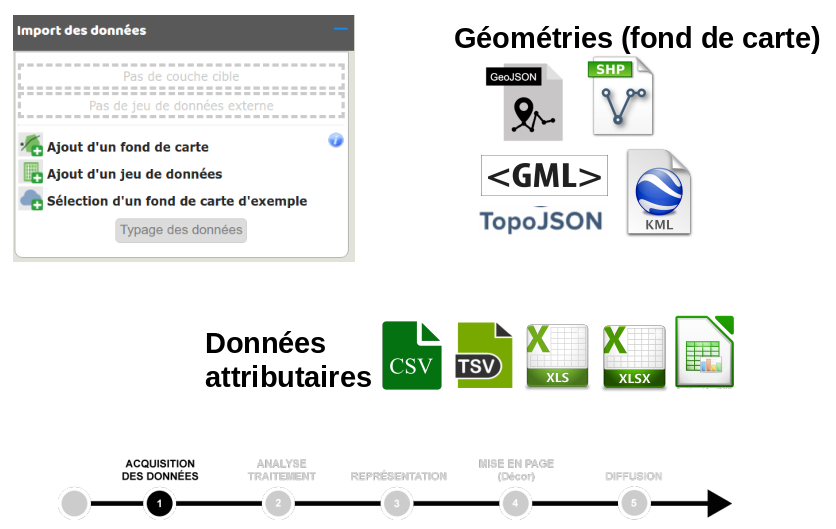 Import des données
Pas de couche cible
Pas de jeu de données externe
Ajout d'un fond de carte
Ajout d'un jeu de données
Sélection d'un fond de carte d'exemple
Typage des données
Géométries (fond de carte)
GeoJSON
SHP
<GML>
TopoJSON
KML
Données
attributaires
CSV
TSV
X
XLS
X
XLSX
ACQUISITION
DES DONNÉES
ANALYSE
TRAITEMENT
REPRÉSENTATION
MISE EN PAGE
(Décor)
DIFFUSION
1
2
3
4
5